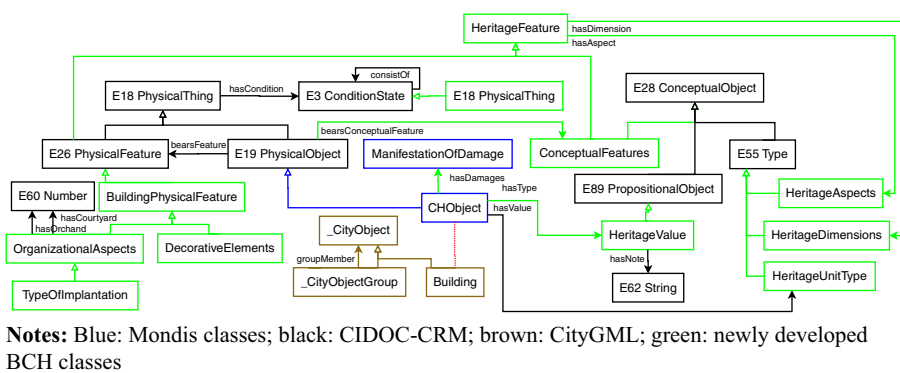 HeritageFeature
hasDimension
hasAspect
consistOf
E18 PhysicalThing
hasCondition
E3 ConditionState
E18 PhysicalThing
E28 ConceptualObject
bearsConceptualFeature
E26 PhysicalFeature
bearsFeature
E19 PhysicalObject
ManifestationOfDamage
ConceptualFeatures
E55 Type
E60 Number
BuildingPhysicalFeature
hasDamages
hasType
E89 PropositionalObject
HeritageAspects
hasCourtyard
hasOrchand
CHObject
hasValue
OrganizationalAspects
DecorativeElements
_CityObject
HeritageValue
HeritageDimensions
groupMember
hasNote
TypeOfImplantation
_CityObjectGroup
Building
E62 String
HeritageUnitType
Notes: Blue: Mondis classes; black: CIDOC-CRM; brown: CityGML; green: newly developed
BCH classes